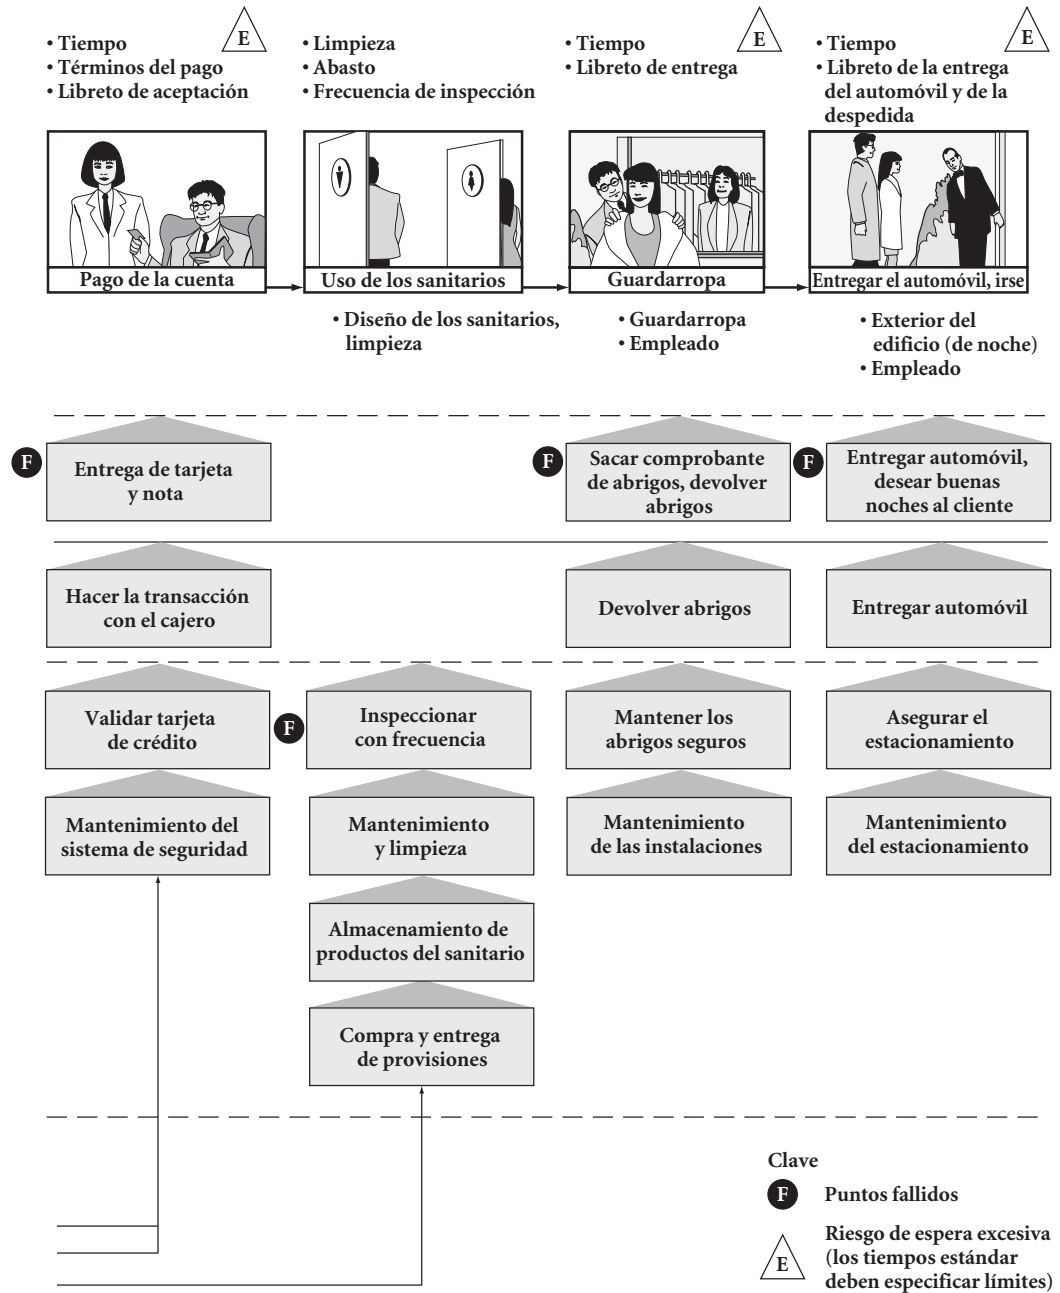 • Tiempo
• Términos del pago
• Libreto de aceptación
E
• Limpieza
• Abasto
• Frecuencia de inspección
• Tiempo
• Libreto de entrega
E
• Tiempo
• Libreto de la entrega
del automóvil y de la
despedida
E
Pago de la cuenta
Uso de los sanitarios
Guardarropa
Entregar el automóvil, irse
• Diseño de los sanitarios,
limpieza
• Guardarropa
• Empleado
• Exterior del
edificio (de noche)
• Empleado
F
Entrega de tarjeta
y nota
F
Sacar comprobante
de abrigos, devolver
abrigos
F
Entregar automóvil,
desear buenas
noches al cliente
Hacer la transacción
con el cajero
Devolver abrigos
Entregar automóvil
Validar tarjeta
de crédito
F
Inspeccionar
con frecuencia
Mantener los
abrigos seguros
Asegurar el
estacionamiento
Mantenimiento del
sistema de seguridad
Mantenimiento
y limpieza
Mantenimiento
de las instalaciones
Mantenimiento
del estacionamiento
Almacenamiento de
productos del sanitario
Compra y entrega
de provisiones
Clave
F Puntos fallidos
E
Riesgo de espera excesiva
(los tiempos estándar
deben especificar límites)